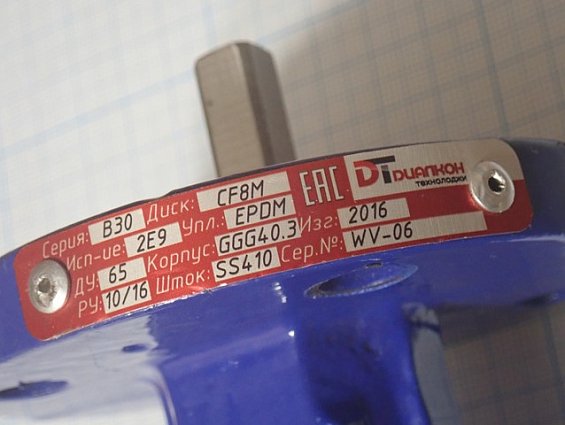 Серия: B30 Диск: CF8M EAC DT DИАПКОН
технолоджи
Исп-ие: 2E9 Упл.: EPDM Изг: 2016
ДУ: 65 Корпус: GGG40.3 Сер.№: WV-06
РУ: 10/16 Шток: SS410